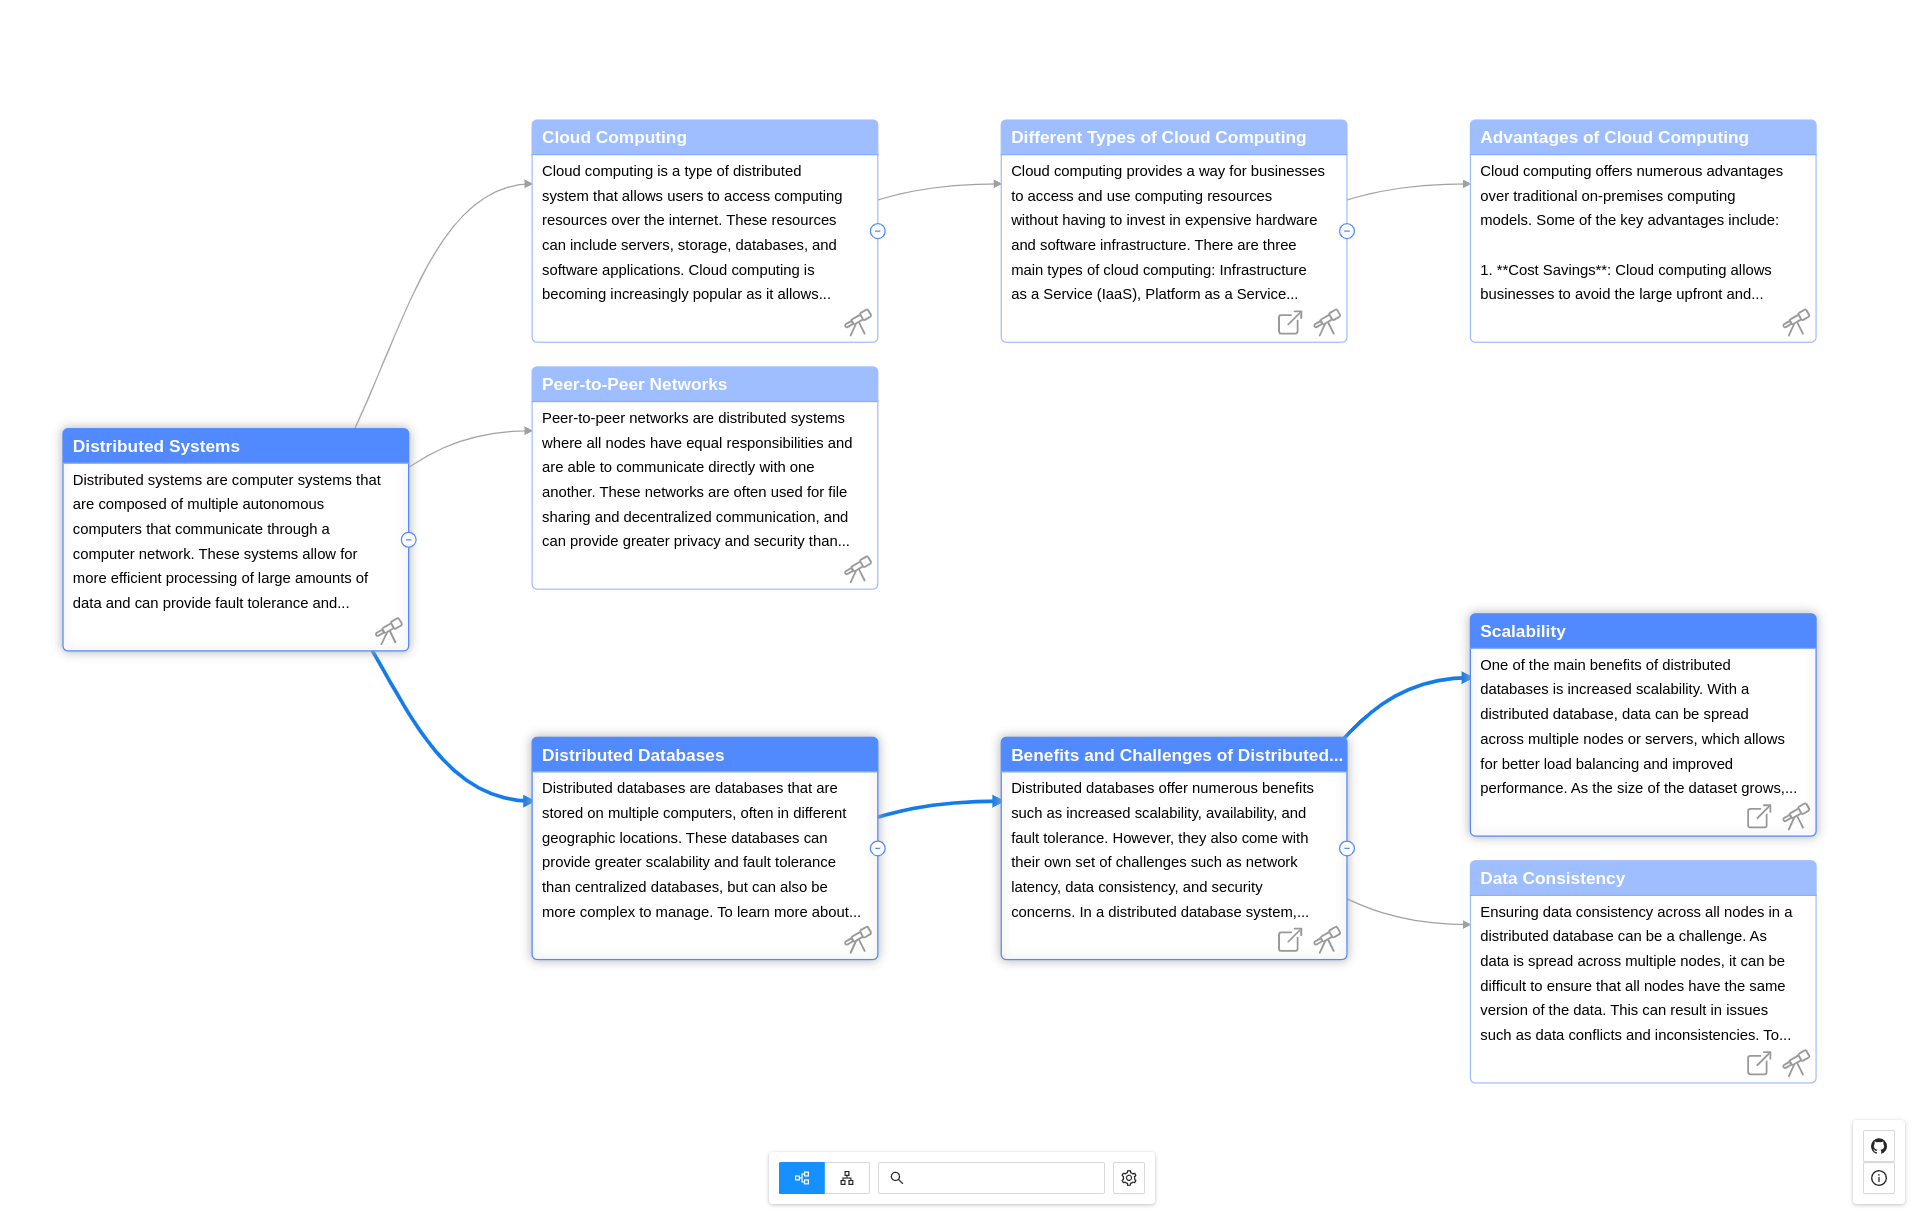 Cloud Computing
Cloud computing is a type of distributed
system that allows users to access computing
resources over the internet. These resources
can include servers, storage, databases, and
software applications. Cloud computing is
becoming increasingly popular as it allows...
Different Types of Cloud Computing
Cloud computing provides a way for businesses
to access and use computing resources
without having to invest in expensive hardware
and software infrastructure. There are three
main types of cloud computing: Infrastructure
as a Service (IaaS), Platform as a Service...
Advantages of Cloud Computing
Cloud computing offers numerous advantages
over traditional on-premises computing
models. Some of the key advantages include:
1. **Cost Savings**: Cloud computing allows
businesses to avoid the large upfront and...
Peer-to-Peer Networks
Peer-to-peer networks are distributed systems
where all nodes have equal responsibilities and
are able to communicate directly with one
another. These networks are often used for file
sharing and decentralized communication, and
can provide greater privacy and security than...
Distributed Systems
Distributed systems are computer systems that
are composed of multiple autonomous
computers that communicate through a
computer network. These systems allow for
more efficient processing of large amounts of
data and can provide fault tolerance and...
Scalability
One of the main benefits of distributed
databases is increased scalability. With a
distributed database, data can be spread
across multiple nodes or servers, which allows
for better load balancing and improved
performance. As the size of the dataset grows,...
Distributed Databases
Distributed databases are databases that are
stored on multiple computers, often in different
geographic locations. These databases can
provide greater scalability and fault tolerance
than centralized databases, but can also be
more complex to manage. To learn more about...
Benefits and Challenges of Distributed...
Distributed databases offer numerous benefits
such as increased scalability, availability, and
fault tolerance. However, they also come with
their own set of challenges such as network
latency, data consistency, and security
concerns. In a distributed database system,...
Data Consistency
Ensuring data consistency across all nodes in a
distributed database can be a challenge. As
data is spread across multiple nodes, it can be
difficult to ensure that all nodes have the same
version of the data. This can result in issues
such as data conflicts and inconsistencies. To...